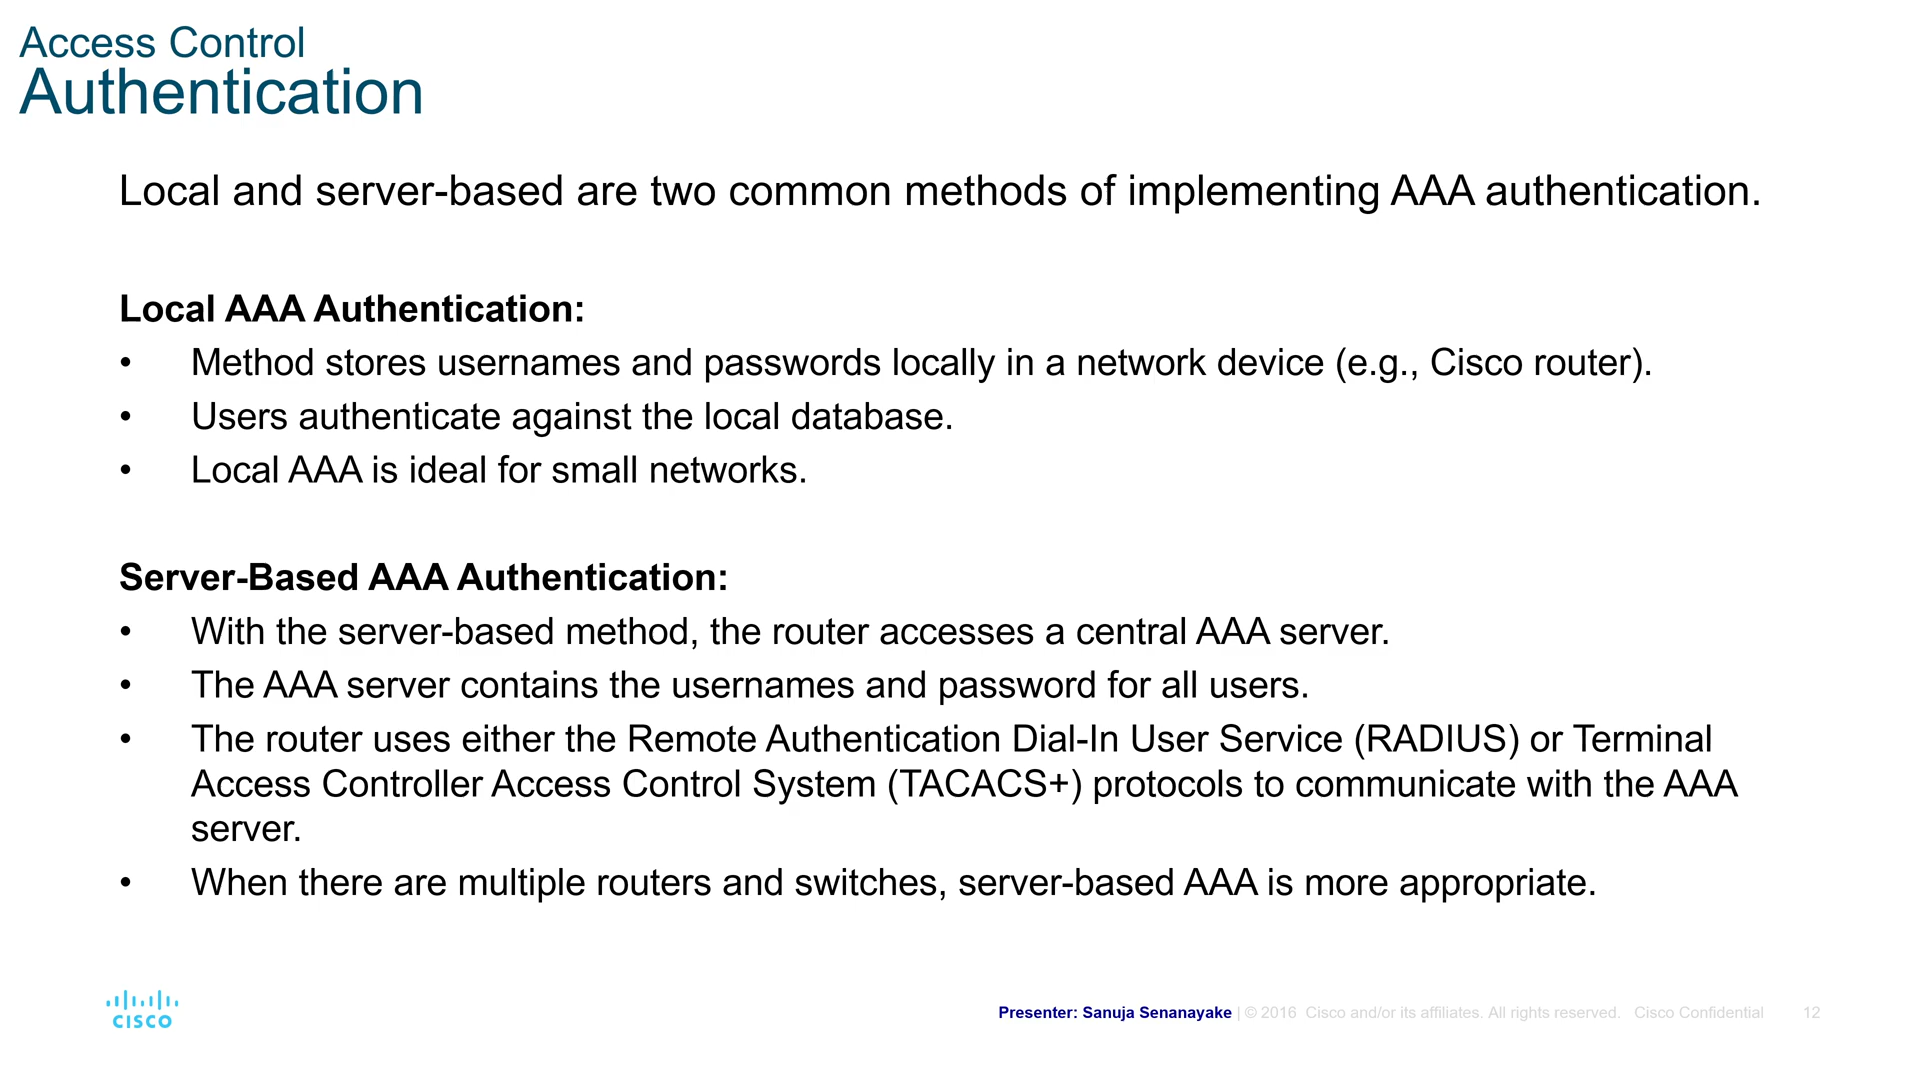 Access Control
Authentication
Local and server-based are two common methods of implementing AAA authentication.
Local AAA Authentication:
• Method stores usernames and passwords locally in a network device (e.g., Cisco router).
• Users authenticate against the local database.
• Local AAA is ideal for small networks.
Server-Based AAA Authentication:
• With the server-based method, the router accesses a central AAA server.
• The AAA server contains the usernames and password for all users.
• The router uses either the Remote Authentication Dial-In User Service (RADIUS) or Terminal
Access Controller Access Control System (TACACS+) protocols to communicate with the AAA
server.
• When there are multiple routers and switches, server-based AAA is more appropriate.
CISCO
Presenter: Sanuja Senanayake | © 2016 Cisco and/or its affiliates. All rights reserved. Cisco Confidential 12